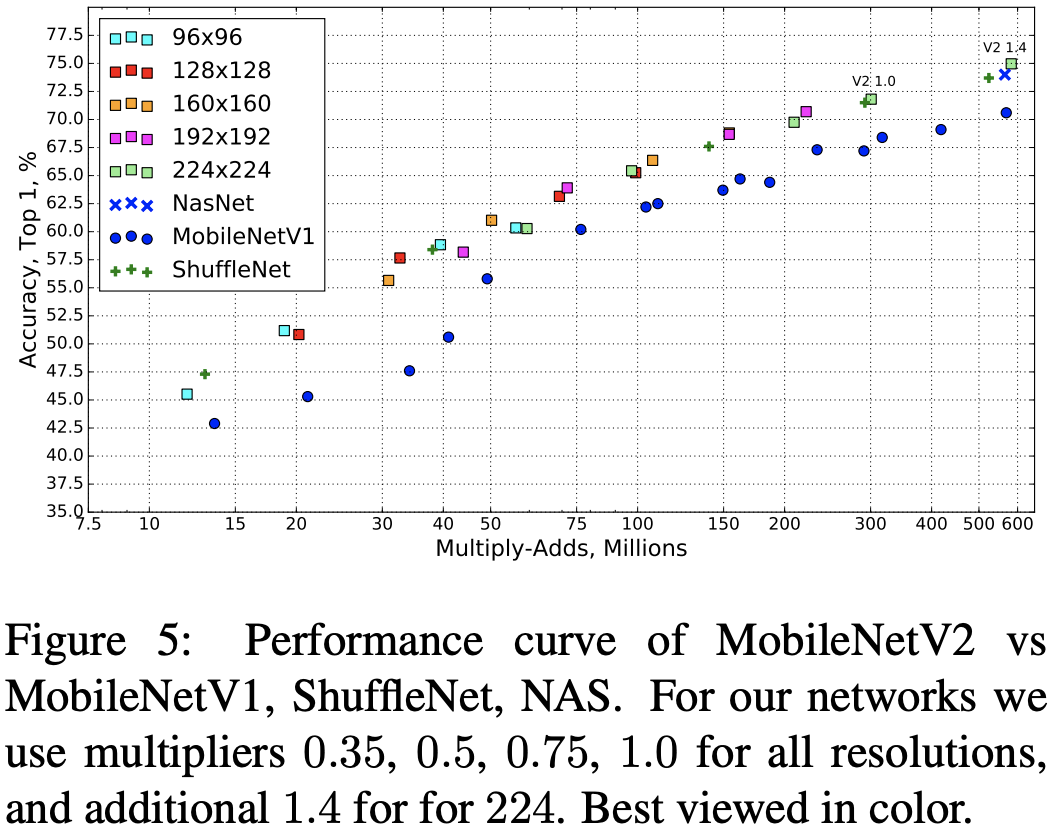 77.5
75.0
72.5
70.0
67.5
65.0
62.5
60.0
57.5
55.0
52.5
50.0
47.5
45.0
42.5
40.0
37.5
35.0
Accuracy, Top 1, %
96x96
128x128
160x160
192x192
224x224
NasNet
MobileNetV1
ShuffleNet
V2 1.0
V2 1.4
7.5 10 15 20 30 40 50 75 100 150 200 300 400 500 600
Multiply-Adds, Millions
Figure 5: Performance curve of MobileNetV2 vs
MobileNetV1, ShuffleNet, NAS. For our networks we
use multipliers 0.35, 0.5, 0.75, 1.0 for all resolutions,
and additional 1.4 for for 224. Best viewed in color.